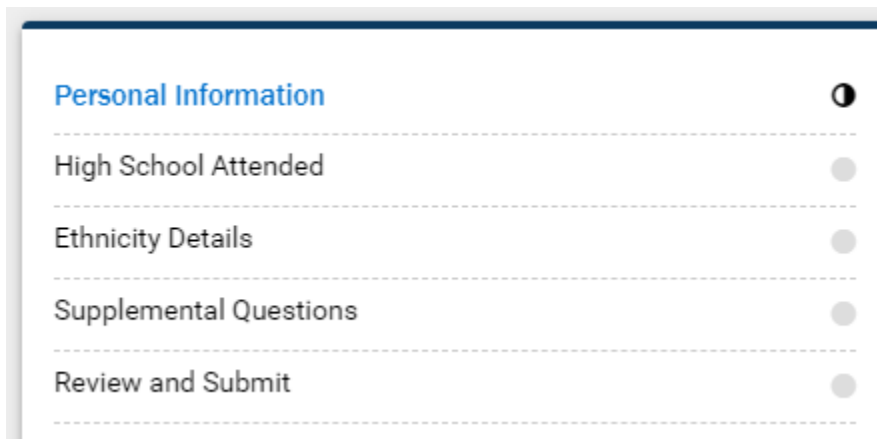 Personal Information
High School Attended
Ethnicity Details
Supplemental Questions
Review and Submit